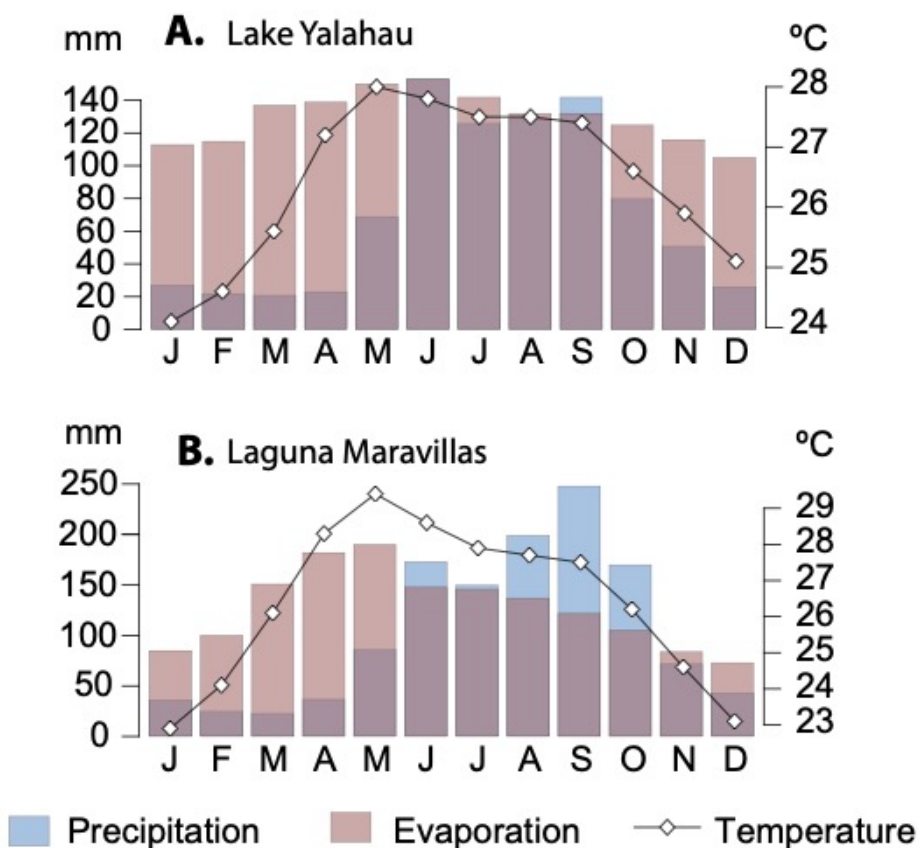 A. Lake Yalahau
mm
ºC
140
120
100
80
60
40
20
0
28
27
26
25
24
J F M A M J J A S O N D
B. Laguna Maravillas
mm
ºC
250
200
150
100
50
0
29
28
27
26
25
24
23
J F M A M J J A S O N D
Precipitation Evaporation Temperature